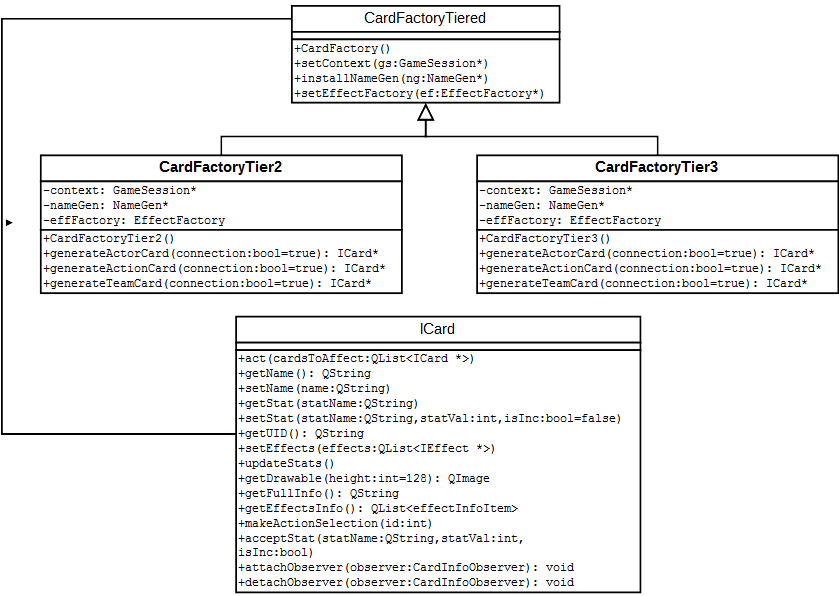 CardFactoryTiered
+CardFactory()
+setContext(gs:GameSession*)
+installNameGen(ng:NameGen*)
+setEffectFactory(ef:EffectFactory*)
CardFactoryTier2
-context: GameSession*
-nameGen: NameGen*
-effFactory: EffectFactory
+CardFactoryTier2()
+generateActorCard(connection:bool=true): ICard*
+generateActionCard(connection:bool=true): ICard*
+generateTeamCard(connection:bool=true): ICard*
CardFactoryTier3
-context: GameSession*
-nameGen: NameGen*
-effFactory: EffectFactory
+CardFactoryTier3()
+generateActorCard(connection:bool=true): ICard*
+generateActionCard(connection:bool=true): ICard*
+generateTeamCard(connection:bool=true): ICard*
ICard
+act(cardsToAffect:QList<ICard *>)
+getName(): QString
+setName(name:QString)
+getStat(statName:QString)
+setStat(statName:QString,statVal:int,isInc:bool=false)
+getUID(): QString
+setEffects(effects:QList<IEffect *>)
+updateStats()
+getDrawable(height:int=128): QImage
+getFullInfo(): QString
+getEffectsInfo(): QList<effectInfoItem>
+makeActionSelection(id:int)
+acceptStat(statName:QString,statVal:int,
isInc:bool)
+attachObserver(observer:CardInfoObserver): void
+detachObserver(observer:CardInfoObserver): void